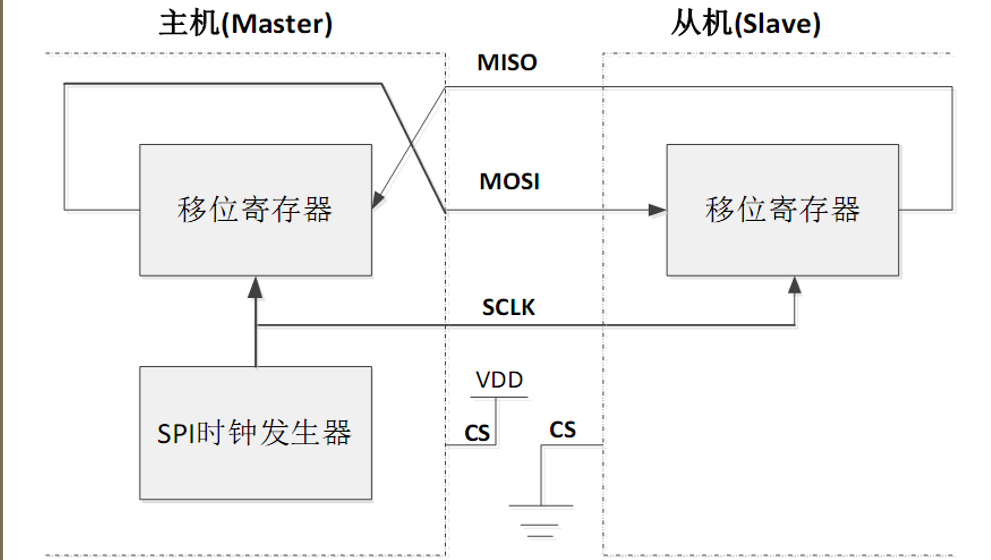 主机(Master)
从机(Slave)
MISO
移位寄存器
MOSI
移位寄存器
SCLK
SPI时钟发生器
VDD
CS
CS